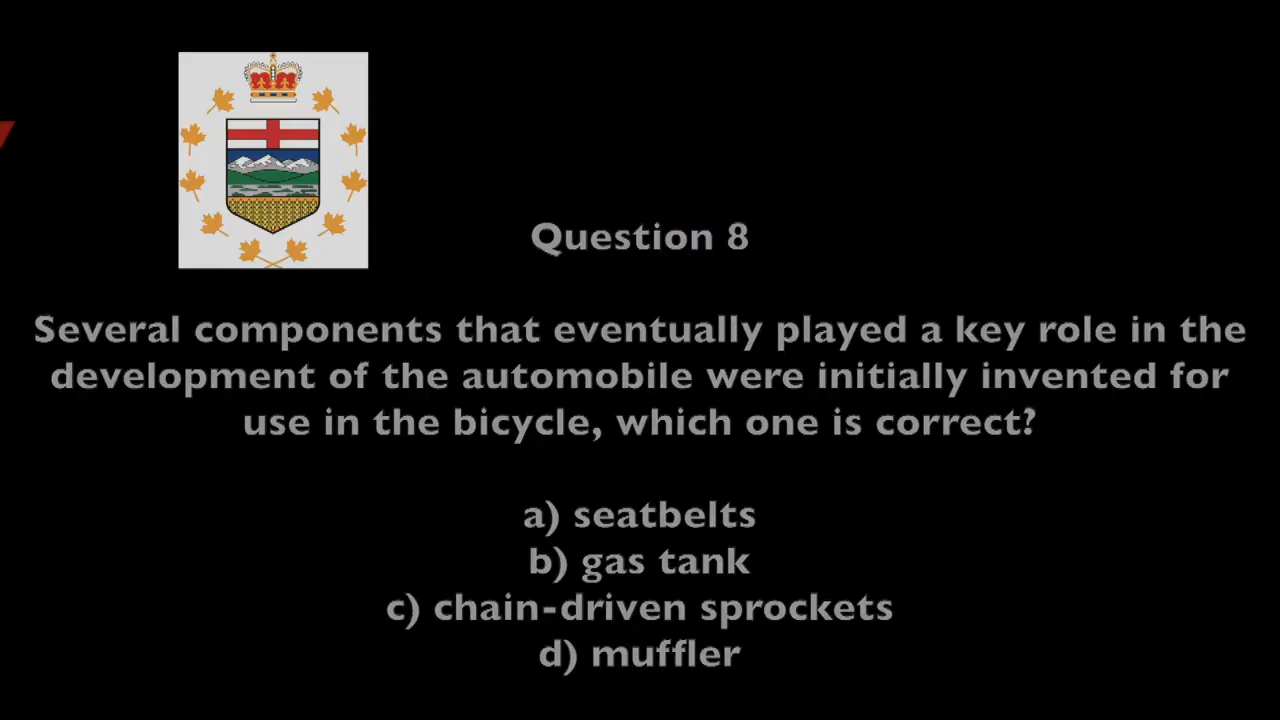 Question 8
Several components that eventually played a key role in the
development of the automobile were initially invented for
use in the bicycle, which one is correct?
a) seatbelts
b) gas tank
c) chain-driven sprockets
d) muffler